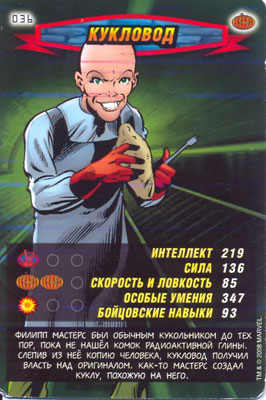 036
КУКЛОВОД
ИНТЕЛЛЕКТ 219
СИЛА 136
СКОРОСТЬ И ЛОВКОСТЬ 85
ОСОБЫЕ УМЕНИЯ 347
БОЙЦОВСКИЕ НАВЫКИ 93
ФИЛИПП МАСТЕРС БЫЛ ОБЫЧНЫМ КУКОЛЬНИКОМ ДО ТЕХ
ПОР, ПОКА НЕ НАШЁЛ КОМОК РАДИОАКТИВНОЙ ГЛИНЫ.
СЛЕПИВ ИЗ НЕЁ КОПИЮ ЧЕЛОВЕКА, КУКЛОВОД ПОЛУЧИЛ
ВЛАСТЬ НАД ОРИГИНАЛОМ. КАК-ТО МАСТЕРС СОЗДАЛ
КУКЛУ, ПОХОЖУЮ НА НЕГО.
TM & © 2008 MARVEL